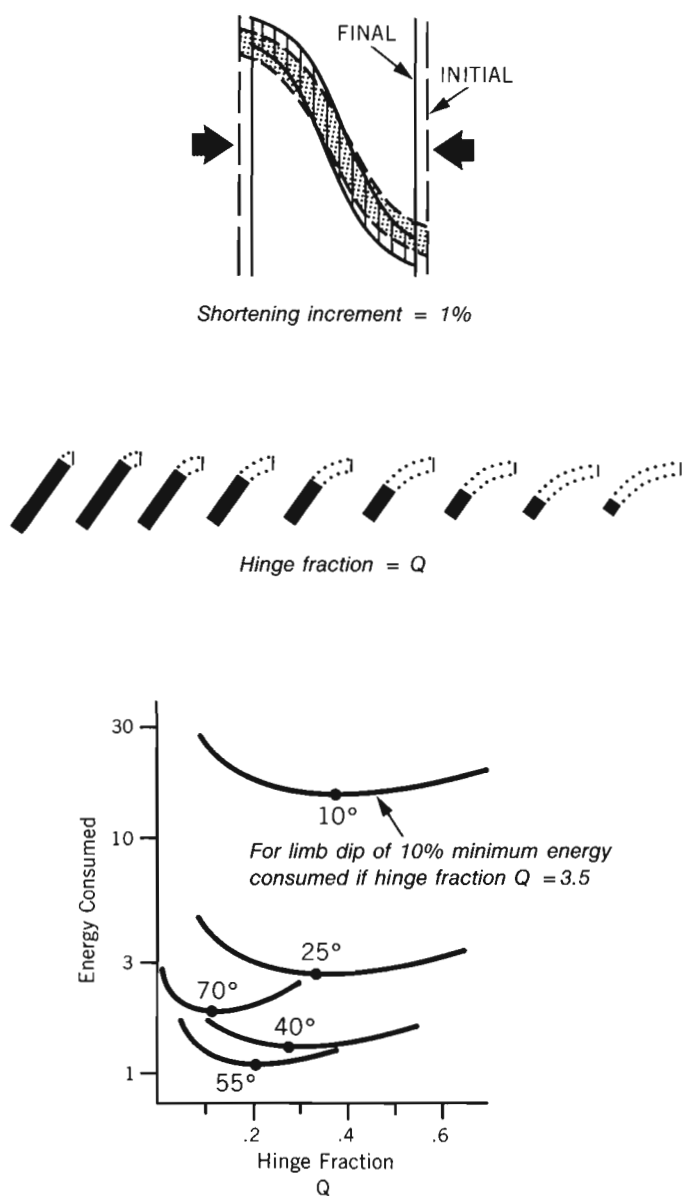 FINAL
INITIAL
Shortening increment = 1%
Hinge fraction = Q
30
10
3
1
Energy Consumed
10°
For limb dip of 10% minimum energy
consumed if hinge fraction Q = 3.5
25°
70°
40°
55°
.2 .4 .6
Hinge Fraction
Q